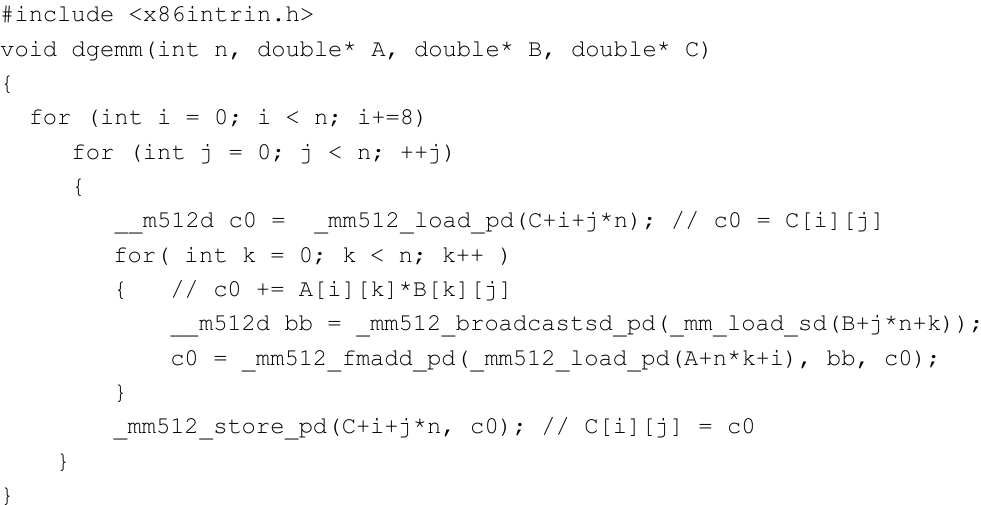 #include <x86intrin.h>
void dgemm(int n, double* A, double* B, double* C)
{
  for (int i = 0; i < n; i+=8)
     for (int j = 0; j < n; ++j)
     {
        __m512d c0 =  _mm512_load_pd(C+i+j*n); // c0 = C[i][j]
        for( int k = 0; k < n; k++ )
        {   // c0 += A[i][k]*B[k][j]
            __m512d bb = _mm512_broadcastsd_pd(_mm_load_sd(B+j*n+k));
            c0 = _mm512_fmadd_pd(_mm512_load_pd(A+n*k+i), bb, c0);
        }
        _mm512_store_pd(C+i+j*n, c0); // C[i][j] = c0
    }
}